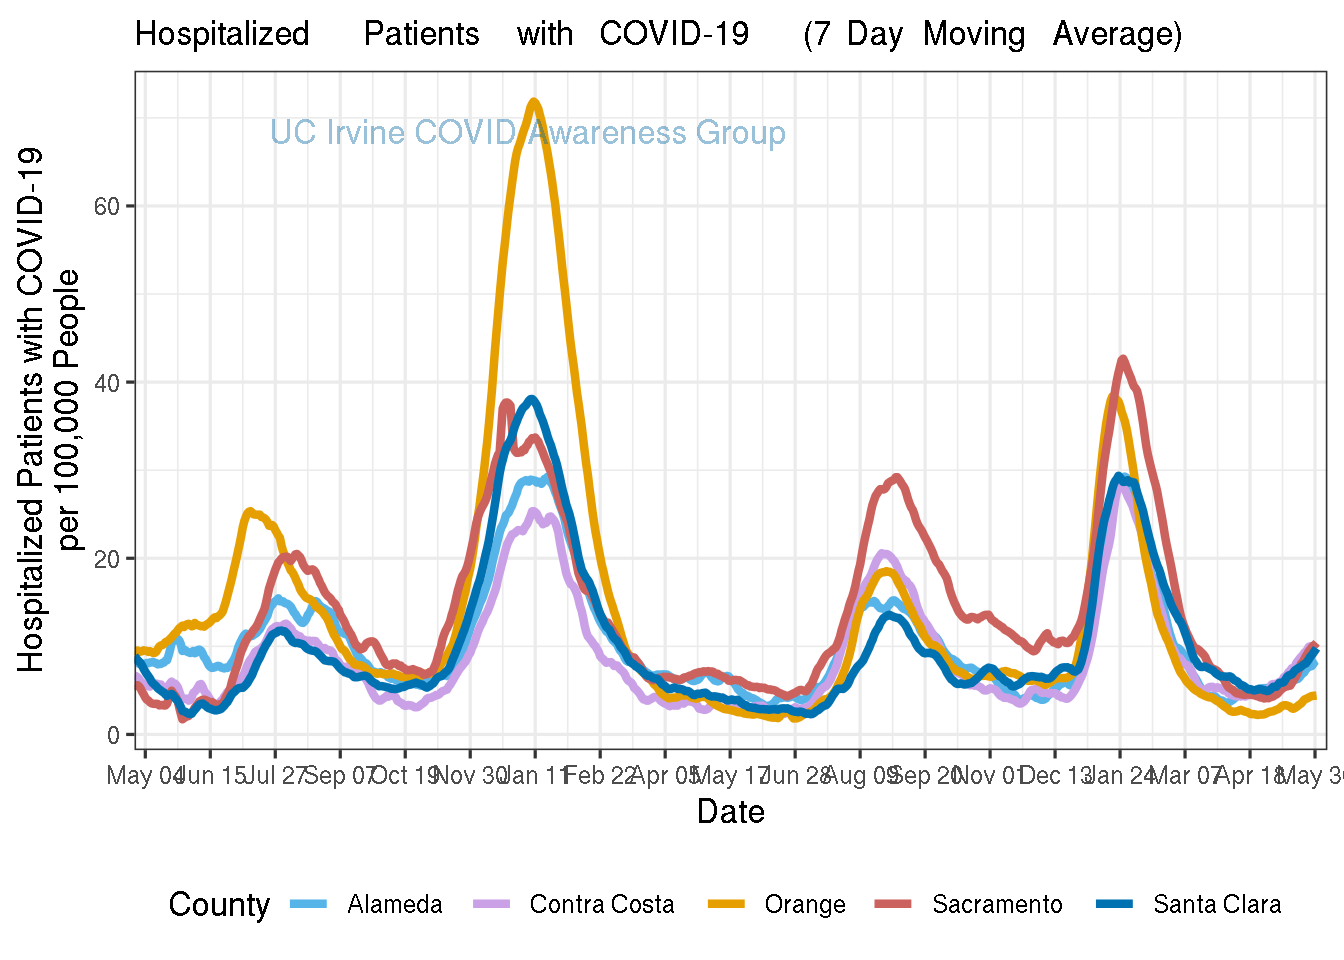 Hospitalized Patients with COVID-19 (7 Day Moving Average)
UC Irvine COVID Awareness Group
Hospitalized Patients with COVID-19
per 100,000 People
60
40
20
0
May 04 Jun 15 Jul 27 Sep 07 Oct 19 Nov 30 Jan 11 Feb 22 Apr 05 May 17 Jun 28 Aug 09 Sep 20 Nov 01 Dec 13 Jan 24 Mar 07 Apr 18 May 30
Date
County Alameda Contra Costa Orange Sacramento Santa Clara